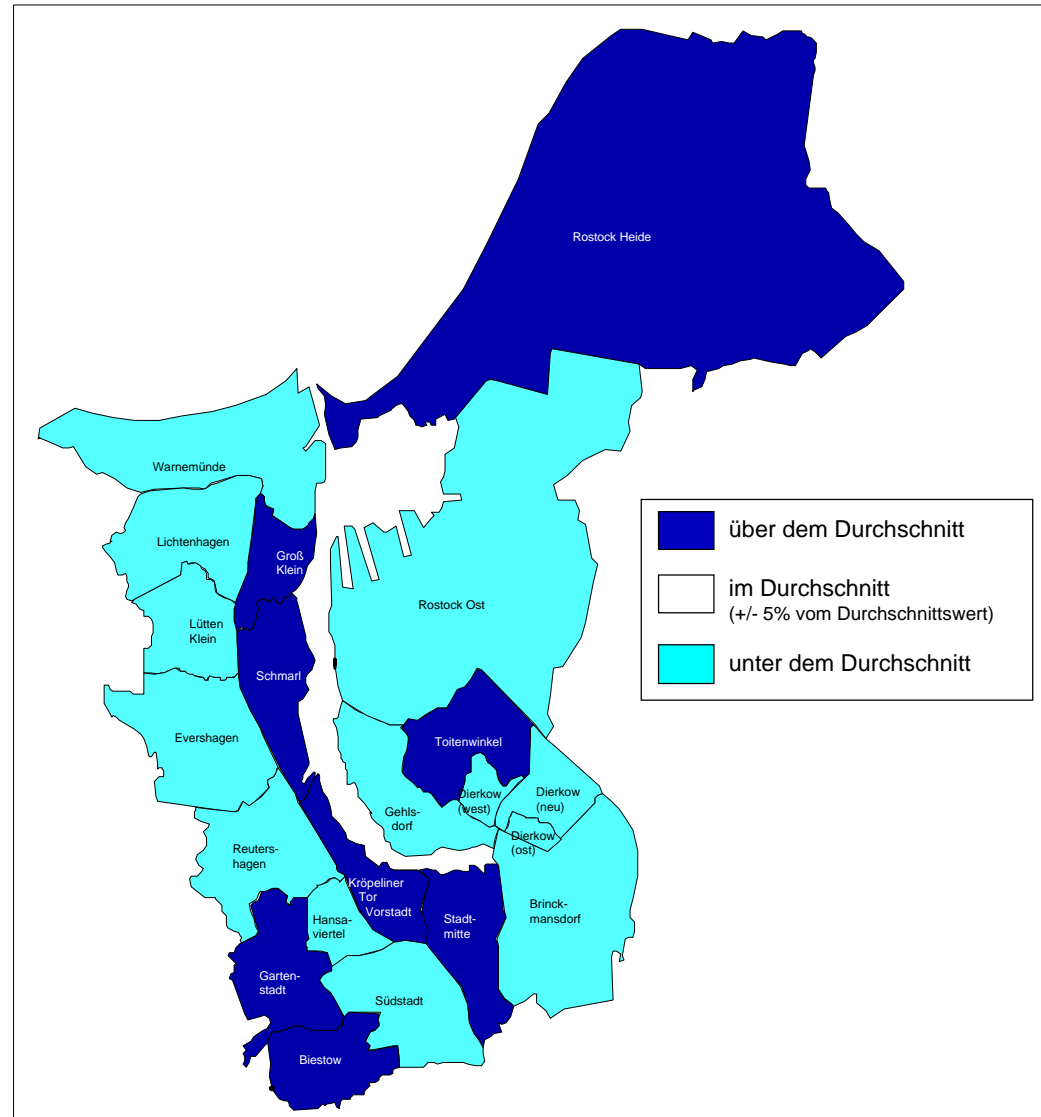 Rostock Heide
Warnemünde
Lichtenhagen
Groß
Klein
Lütten
Klein
Rostock Ost
Schmarl
Evershagen
Toitenwinkel
Dierkow
(west)
Dierkow
(neu)
Gehls-
dorf
Dierkow
(ost)
Reuters-
hagen
Kröpeliner
Tor
Vorstadt
Hansa-
viertel
Stadt-
mitte
Brinck-
mansdorf
Garten-
stadt
Südstadt
Biestow
über dem Durchschnitt
im Durchschnitt
(+/- 5% vom Durchschnittswert)
unter dem Durchschnitt